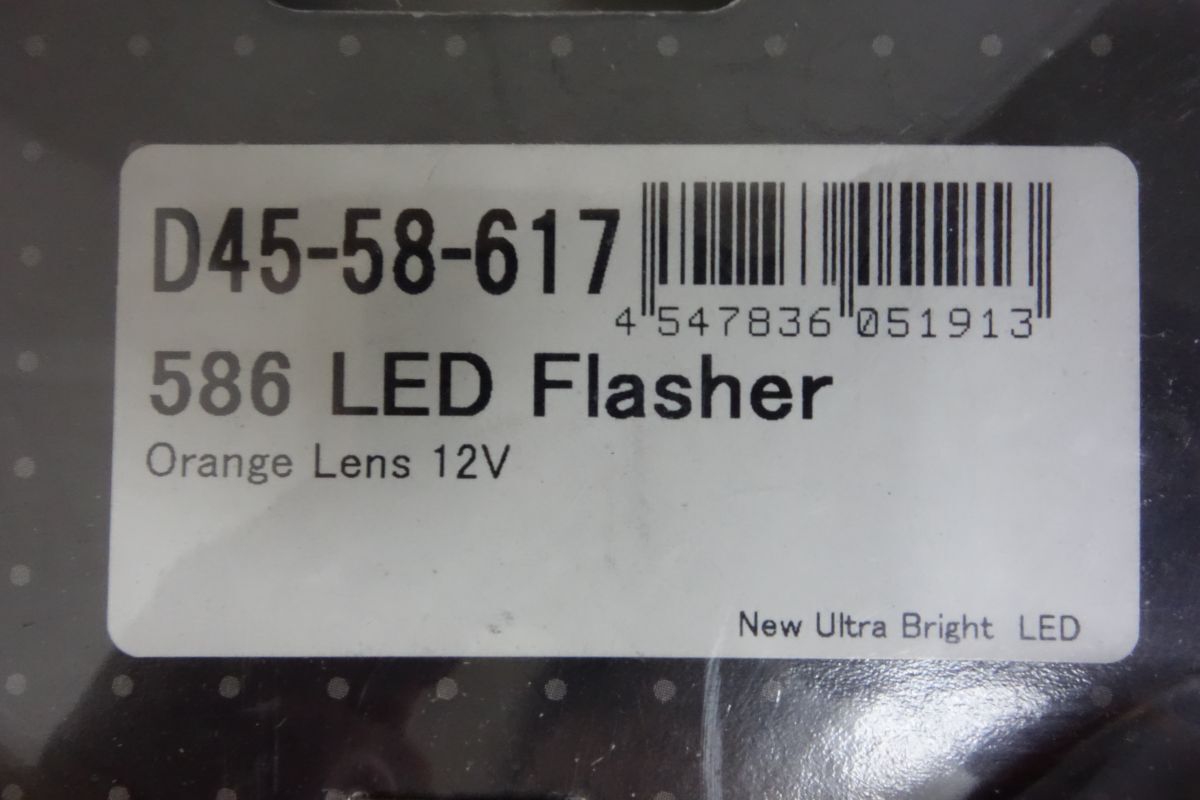 D45-58-617
4 547836 051913
586 LED Flasher
Orange Lens 12V
New Ultra Bright LED